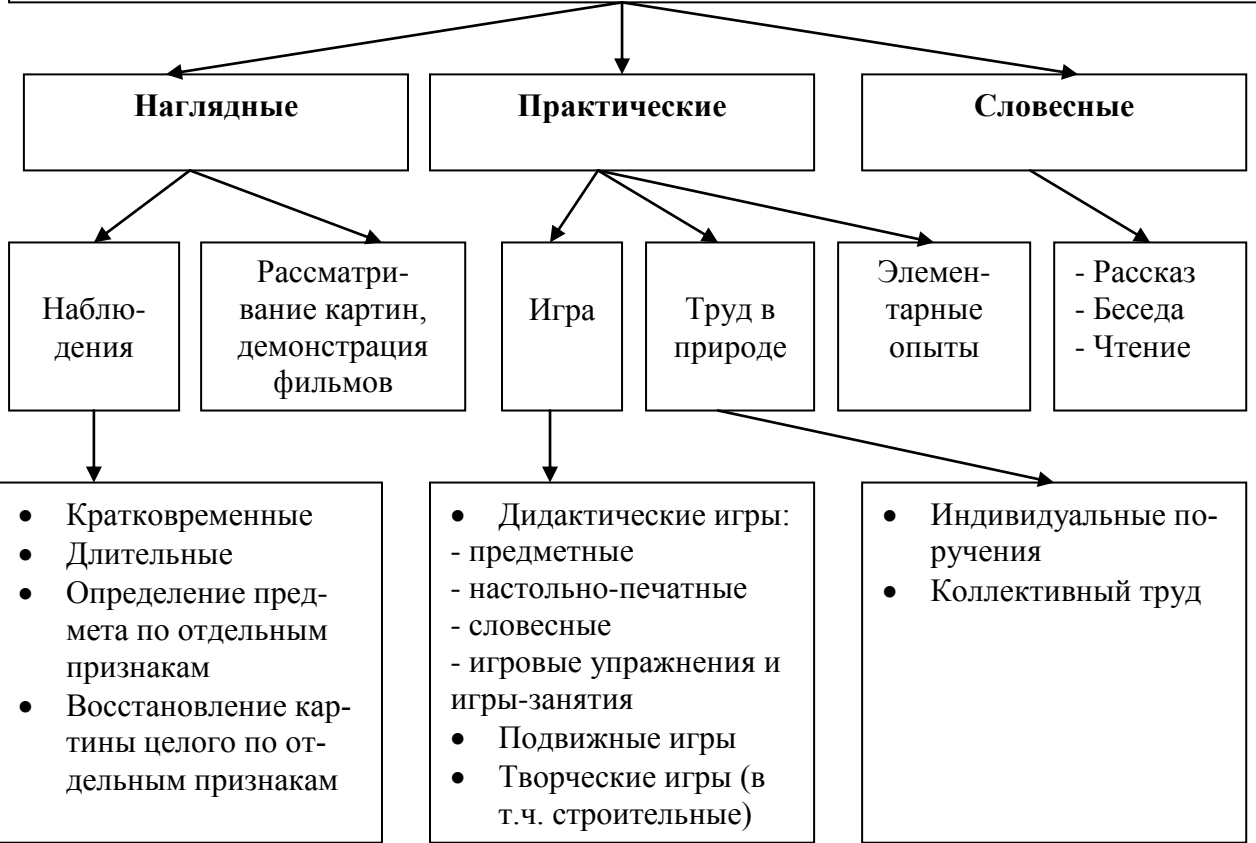 Наглядные
Практические
Словесные
Наблю-
дения
Рассматри-
вание картин,
демонстрация
фильмов
Игра
Труд в
природе
Элемен-
тарные
опыты
- Рассказ
- Беседа
- Чтение
• Кратковременные
• Длительные
• Определение пред-
мета по отдельным
признакам
• Восстановление кар-
тины целого по от-
дельным признакам
• Дидактические игры:
- предметные
- настольно-печатные
- словесные
- игровые упражнения и
игры-занятия
• Подвижные игры
• Творческие игры (в
т.ч. строительные)
• Индивидуальные по-
ручения
• Коллективный труд